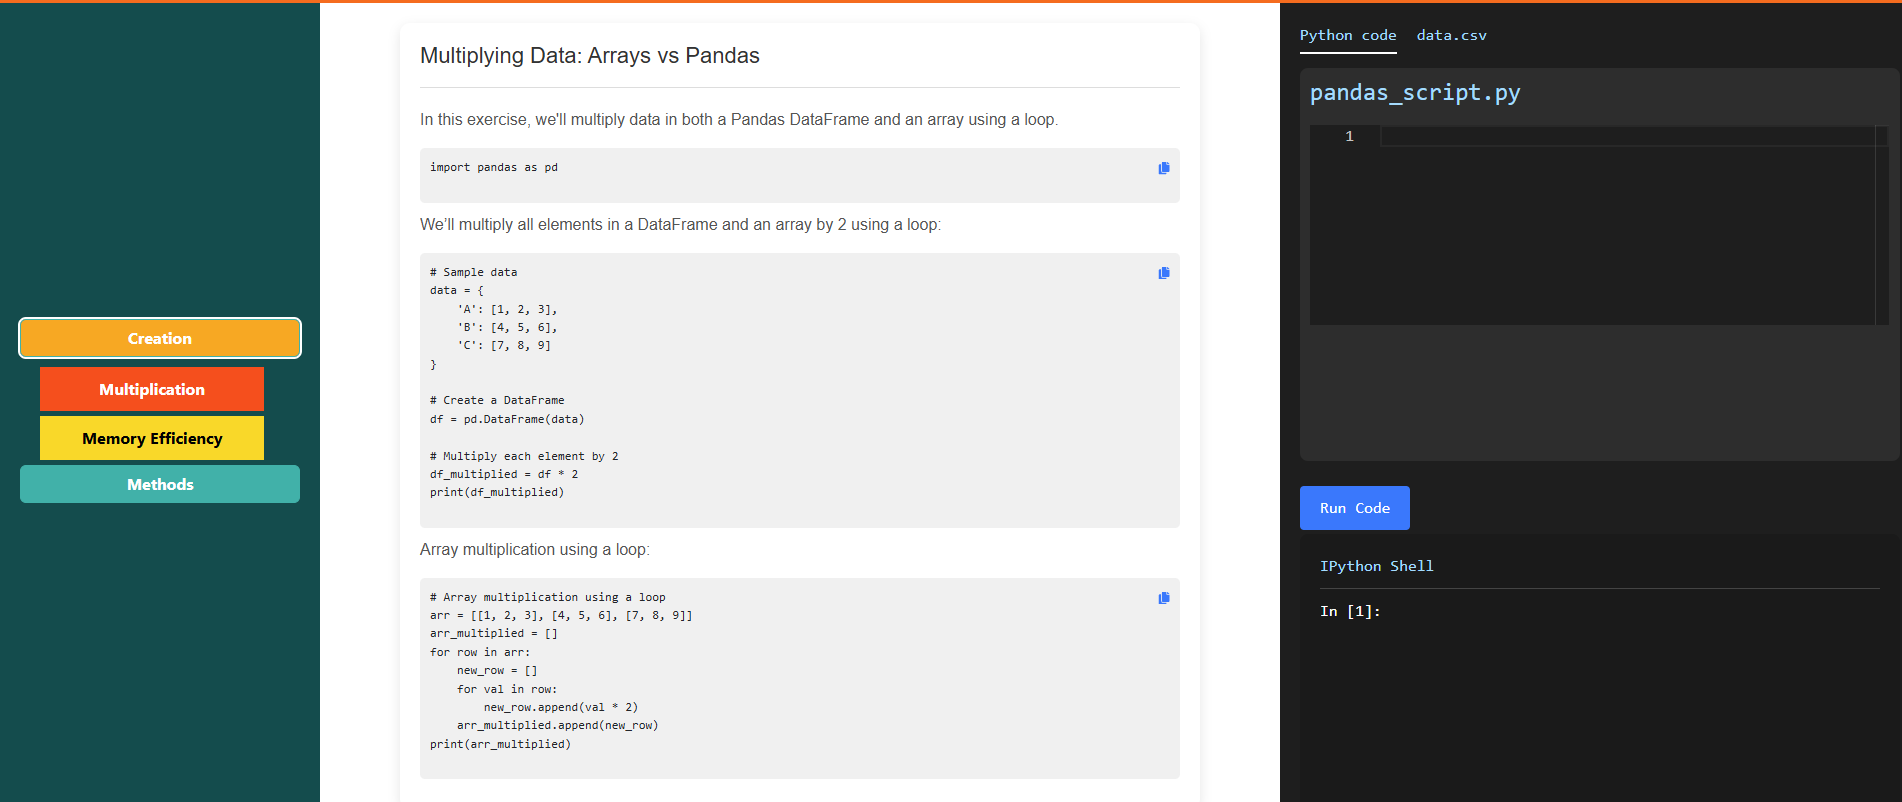 Creation
Multiplication
Memory Efficiency
Methods
Multiplying Data: Arrays vs Pandas
In this exercise, we'll multiply data in both a Pandas DataFrame and an array using a loop.
import pandas as pd
We'll multiply all elements in a DataFrame and an array by 2 using a loop:
# Sample data
data = {
    'A': [1, 2, 3],
    'B': [4, 5, 6],
    'C': [7, 8, 9]
}
# Create a DataFrame
df = pd.DataFrame(data)
# Multiply each element by 2
df_multiplied = df * 2
print(df_multiplied)
Array multiplication using a loop:
# Array multiplication using a loop
arr = [[1, 2, 3], [4, 5, 6], [7, 8, 9]]
arr_multiplied = []
for row in arr:
    new_row = []
    for val in row:
        new_row.append(val * 2)
    arr_multiplied.append(new_row)
print(arr_multiplied)
Python code data.csv
pandas_script.py
1
Run Code
IPython Shell
In [1]: